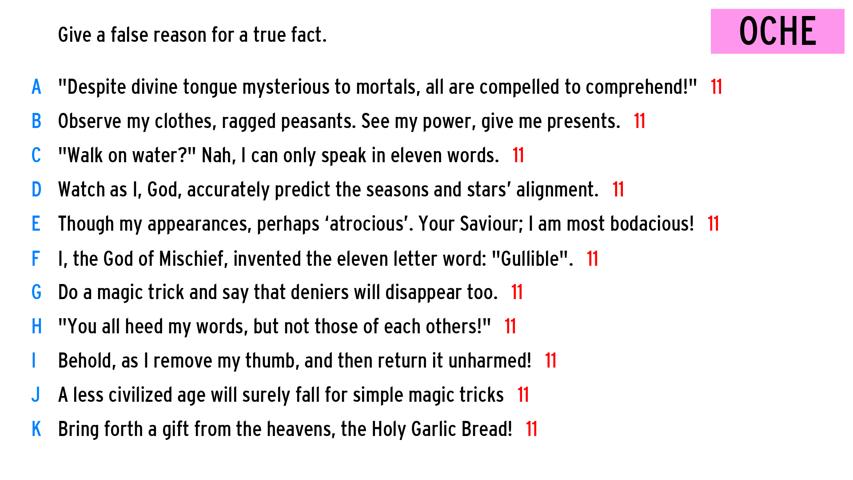 Give a false reason for a true fact.
OCHE
A "Despite divine tongue mysterious to mortals, all are compelled to comprehend!" 11
B Observe my clothes, ragged peasants. See my power, give me presents. 11
C "Walk on water?" Nah, I can only speak in eleven words. 11
D Watch as I, God, accurately predict the seasons and stars’ alignment. 11
E Though my appearances, perhaps ‘atrocious’. Your Saviour; I am most bodacious! 11
F I, the God of Mischief, invented the eleven letter word: "Gullible". 11
G Do a magic trick and say that deniers will disappear too. 11
H "You all heed my words, but not those of each others!" 11
I Behold, as I remove my thumb, and then return it unharmed! 11
J A less civilized age will surely fall for simple magic tricks 11
K Bring forth a gift from the heavens, the Holy Garlic Bread! 11